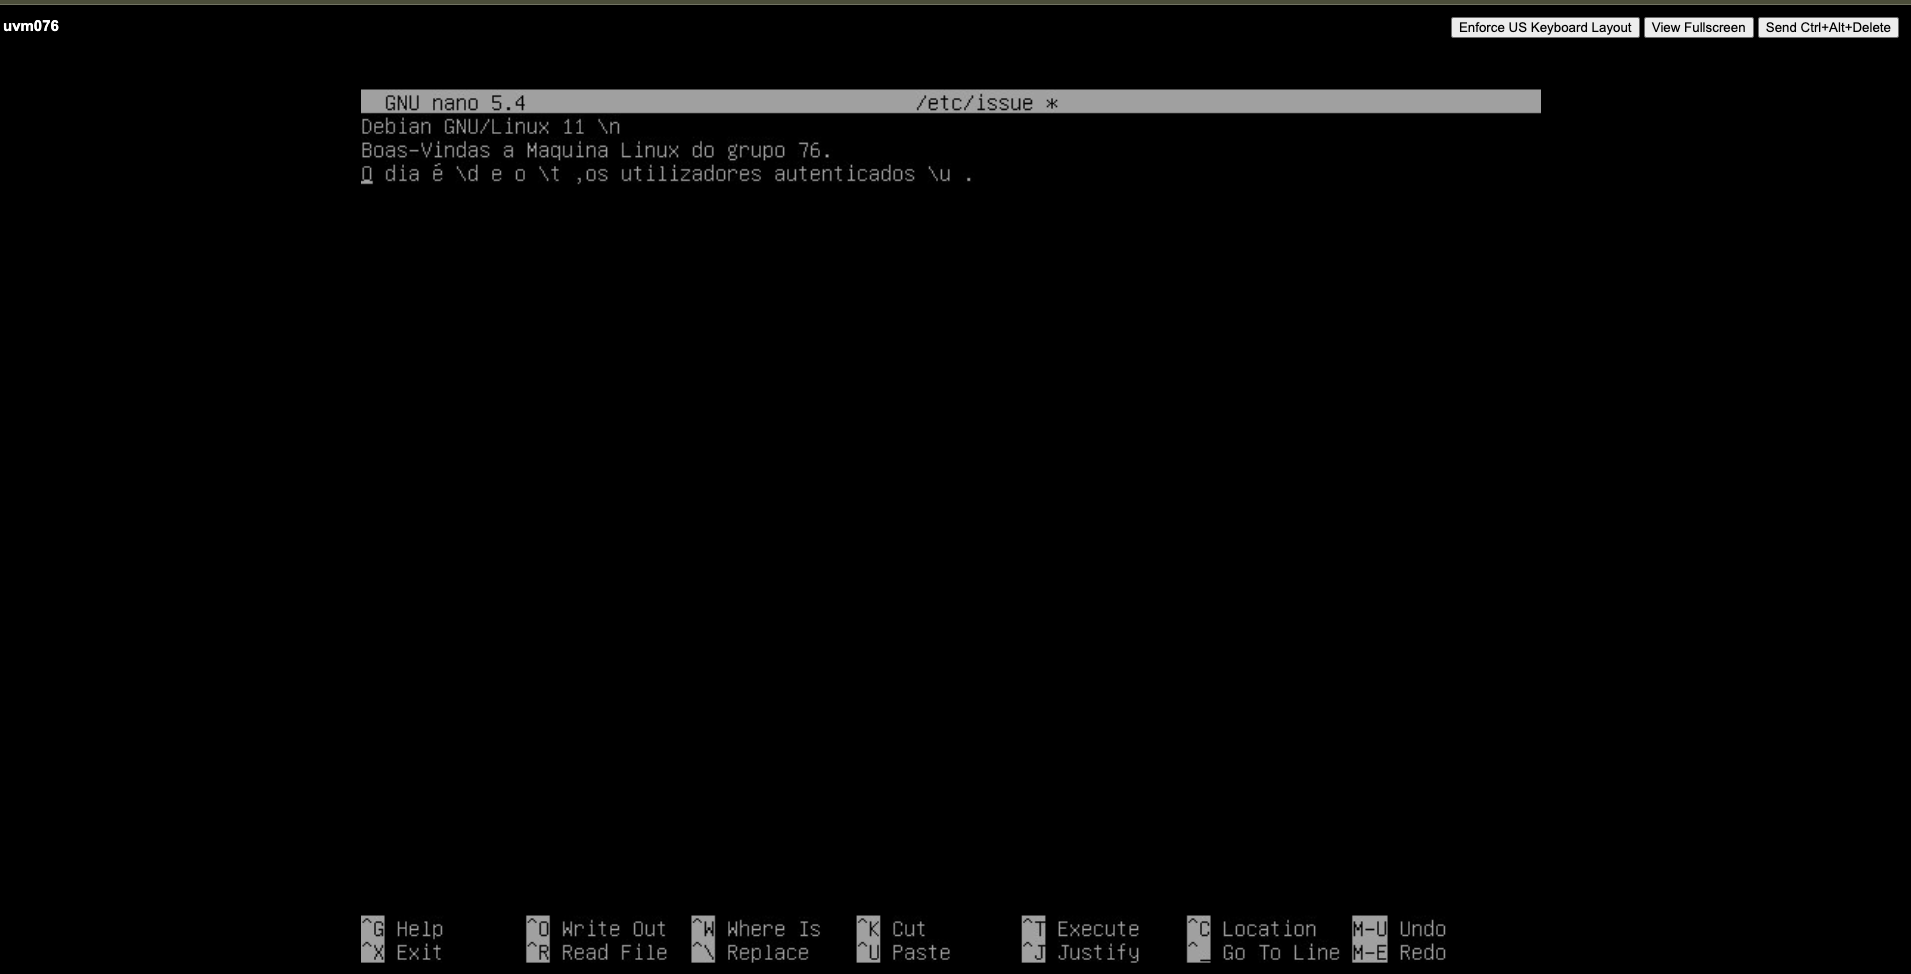 uvm076
Enforce US Keyboard Layout View Fullscreen Send Ctrl+Alt+Delete
GNU nano 5.4 /etc/issue *
Debian GNU/Linux 11 \n
Boas-Vindas a Maquina Linux do grupo 76.
O dia é \d e o \t ,os utilizadores autenticados \u .
^G Help ^O Write Out ^W Where Is ^K Cut ^T Execute ^C Location M-U Undo
^X Exit ^R Read File ^\ Replace ^U Paste ^J Justify ^_ Go To Line M-E Redo